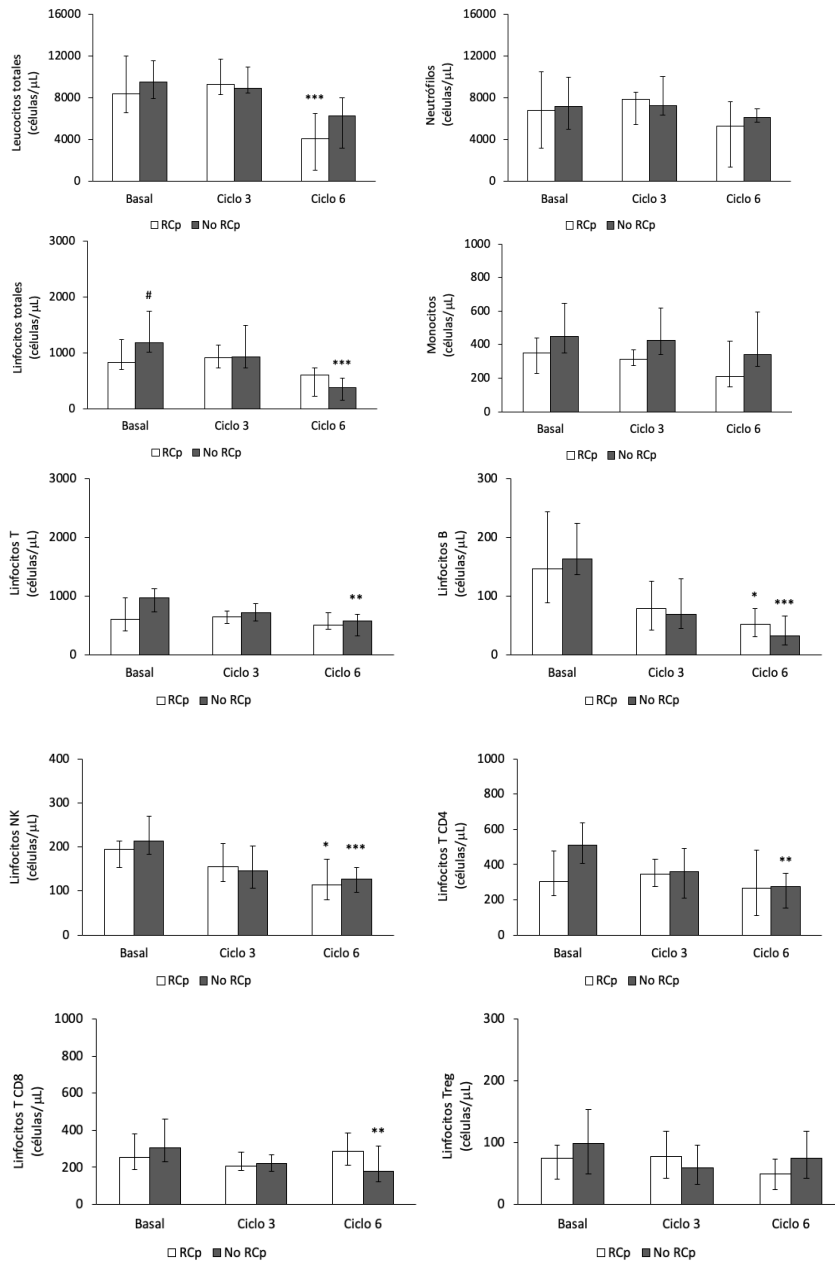 Leucocitos totales
(células/µL)
16000
12000
8000
4000
0
***
Basal Ciclo 3 Ciclo 6
RCp No RCp
Neutrófilos
(células/µL)
16000
12000
8000
4000
0
Basal Ciclo 3 Ciclo 6
RCp No RCp
Linfocitos totales
(células/µL)
3000
2000
1000
0
#
***
Basal Ciclo 3 Ciclo 6
RCp No RCp
Monocitos
(células/µL)
1000
800
600
400
200
0
Basal Ciclo 3 Ciclo 6
RCp No RCp
Linfocitos T
(células/µL)
3000
2000
1000
0
**
Basal Ciclo 3 Ciclo 6
RCp No RCp
Linfocitos B
(células/µL)
300
200
100
50
0
* ***
Basal Ciclo 3 Ciclo 6
RCp No RCp
Linfocitos NK
(células/µL)
400
300
200
100
0
* ***
Basal Ciclo 3 Ciclo 6
RCp No RCp
Linfocitos T CD4
(células/µL)
1000
800
600
400
200
0
**
Basal Ciclo 3 Ciclo 6
RCp No RCp
Linfocitos T CD8
(células/µL)
1000
800
600
400
200
0
**
Basal Ciclo 3 Ciclo 6
RCp No RCp
Linfocitos Treg
(células/µL)
300
200
100
0
Basal Ciclo 3 Ciclo 6
RCp No RCp